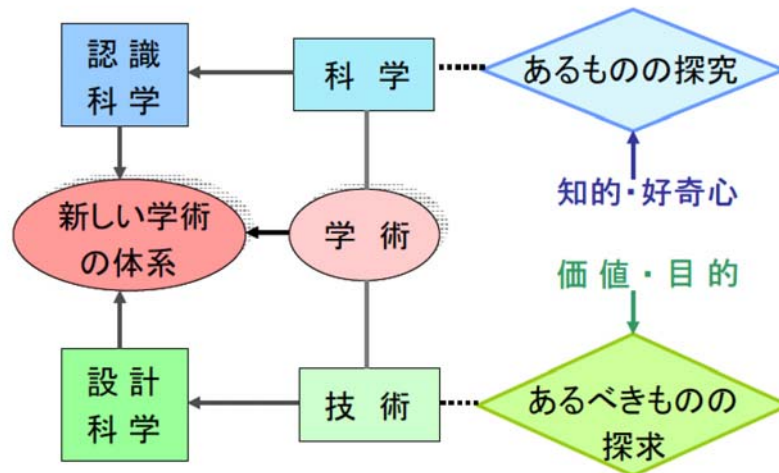 認識
科学
科学
あるものの探究
知的・好奇心
新しい学術
の体系
学術
価値・目的
設計
科学
技術
あるべきものの
探求